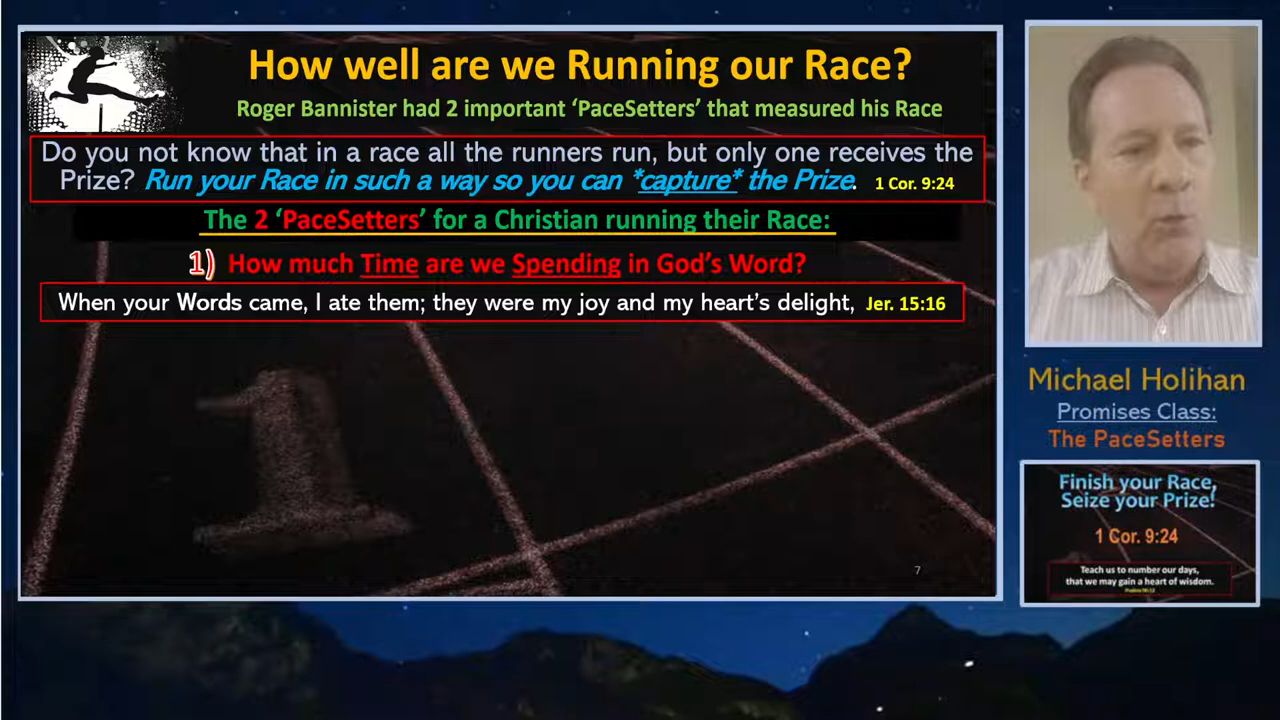 How well are we Running our Race?
Roger Bannister had 2 important ‘PaceSetters’ that measured his Race
Do you not know that in a race all the runners run, but only one receives the
Prize? Run your Race in such a way so you can *capture* the Prize. 1 Cor. 9:24
The 2 ‘PaceSetters’ for a Christian running their Race:
1) How much Time are we Spending in God’s Word?
When your Words came, I ate them; they were my joy and my heart’s delight, Jer. 15:16
1
7
Michael Holihan
Promises Class:
The PaceSetters
Finish your Race,
Seize your Prize!
1 Cor. 9:24
Teach us to number our days,
that we may gain a heart of wisdom.